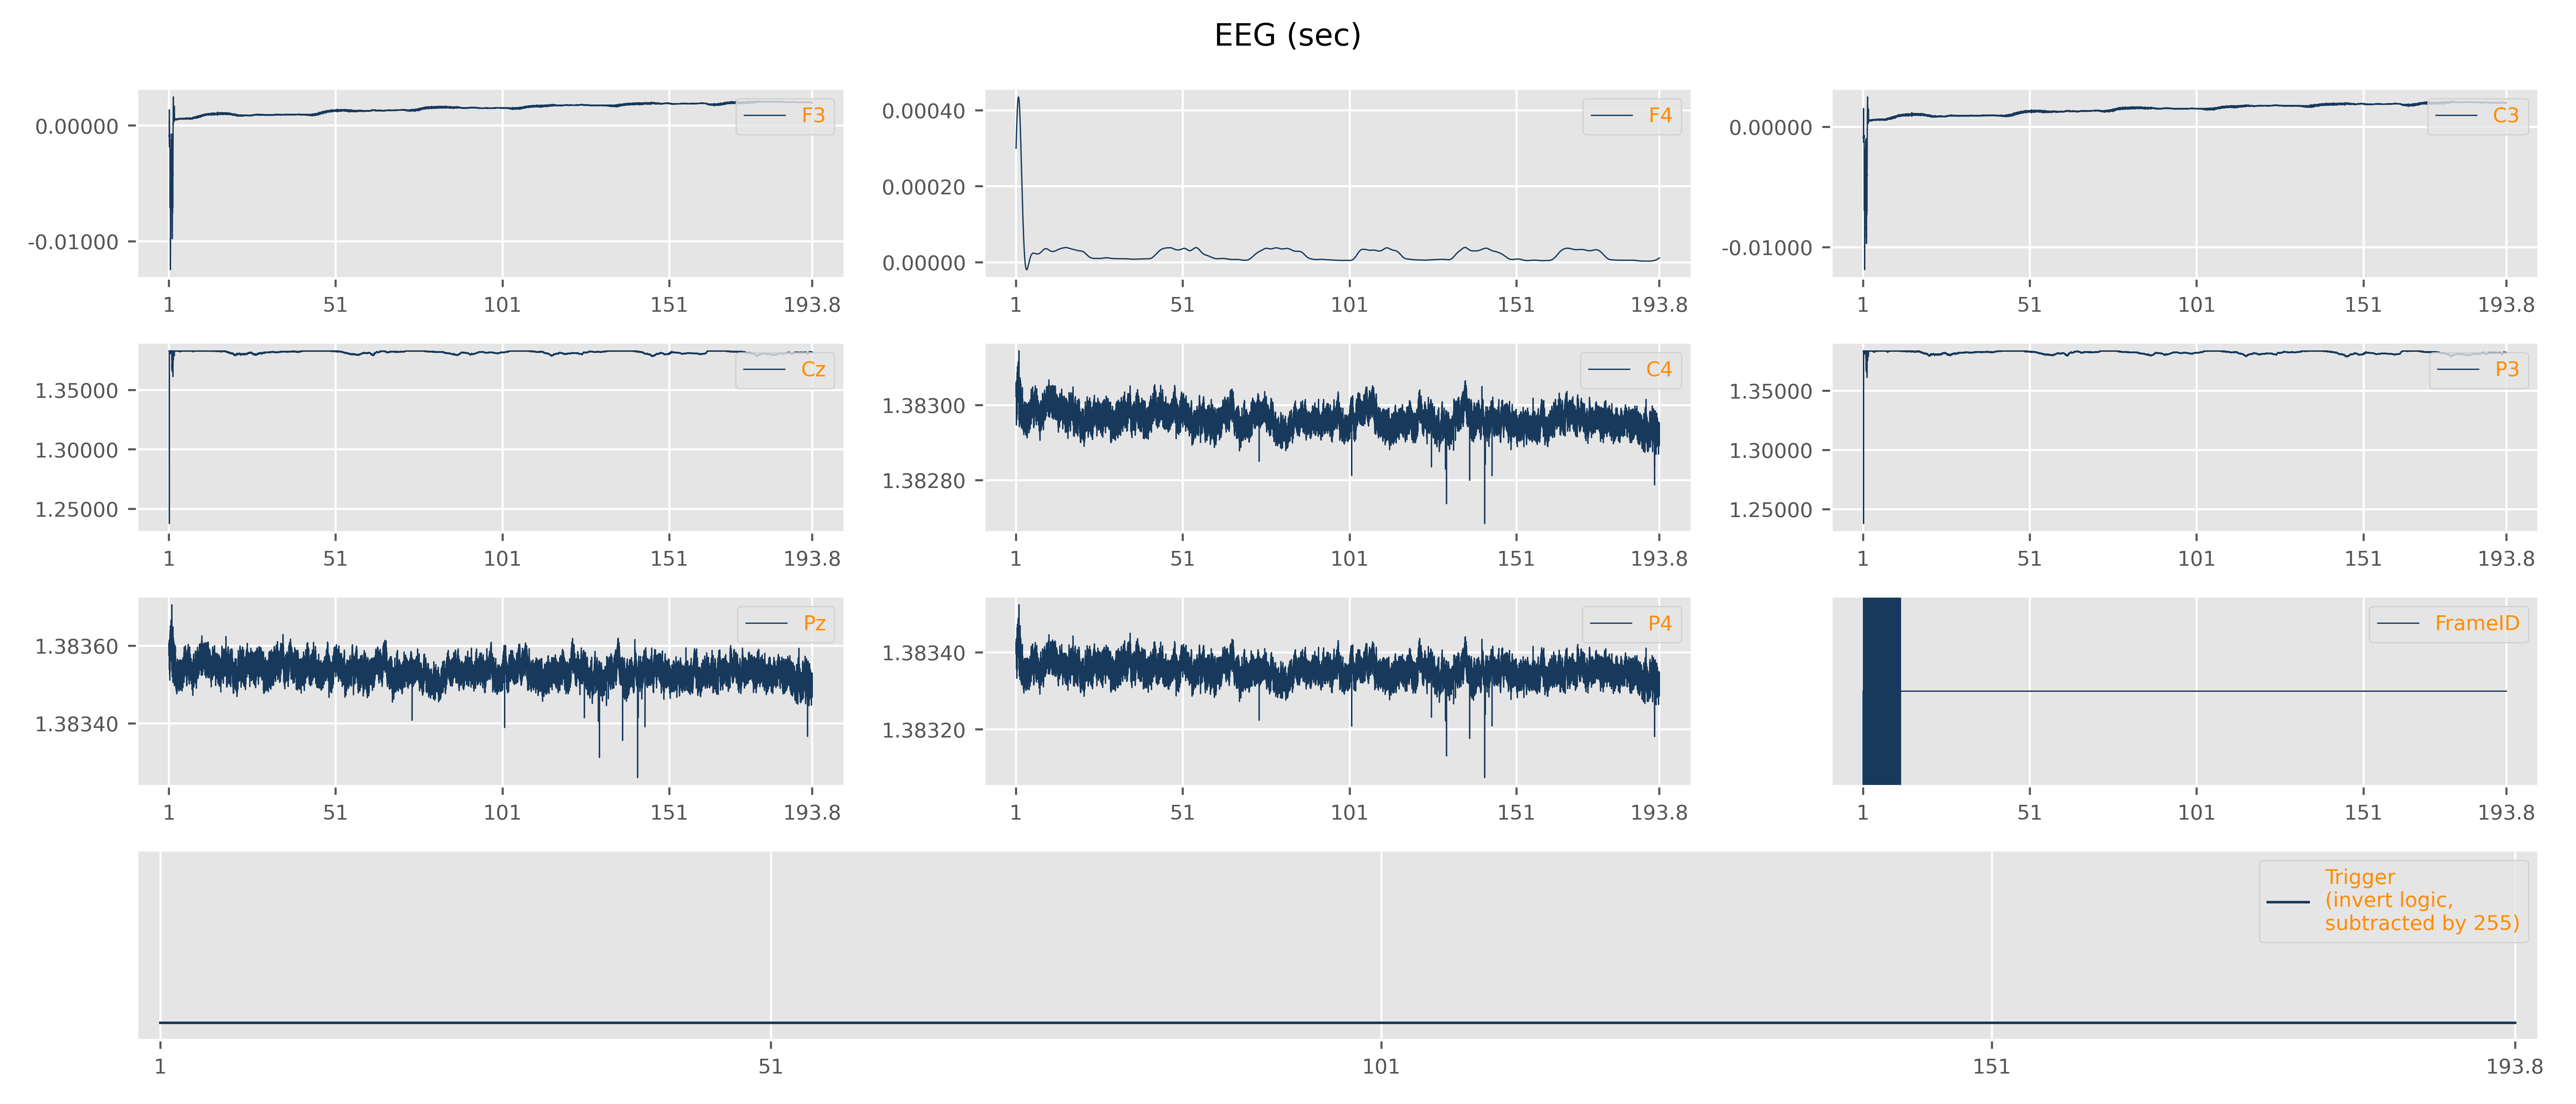 EEG (sec)
0.00000
-0.01000
1 51 101 151 193.8
F3
0.00040
0.00020
0.00000
1 51 101 151 193.8
F4
0.00000
-0.01000
1 51 101 151 193.8
C3
1.35000
1.30000
1.25000
1 51 101 151 193.8
Cz
1.38300
1.38280
1 51 101 151 193.8
C4
1.35000
1.30000
1.25000
1 51 101 151 193.8
P3
1.38360
1.38340
1 51 101 151 193.8
Pz
1.38340
1.38320
1 51 101 151 193.8
P4
1 51 101 151 193.8
FrameID
Trigger
(invert logic,
subtracted by 255)
1 51 101 151 193.8